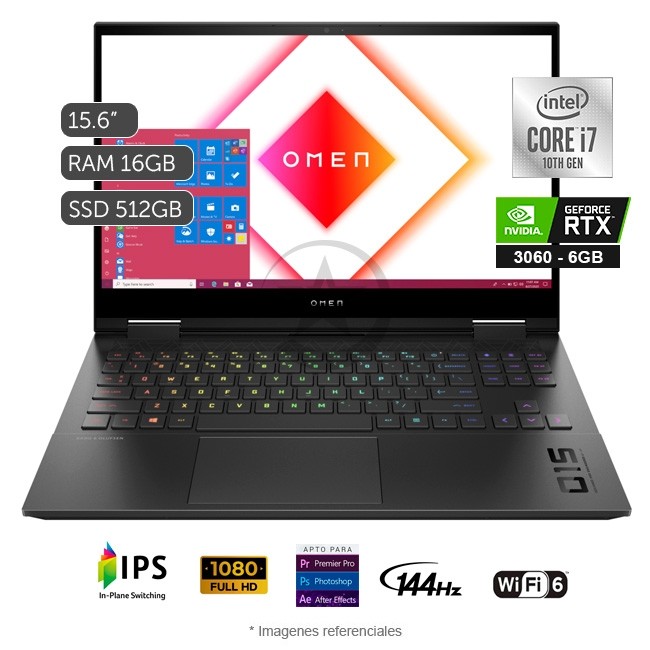 15.6"
RAM 16GB
SSD 512GB
OMEN
intel
CORE i7
10TH GEN
NVIDIA.
GEFORCE
RTX
3060 - 6GB
OMEN
015
IPS
In-Plane Switching
1080
FULL HD
APTO PARA
Pr Premier Pro
Ps Photoshop
Ae After Effects
144Hz
WiFi 6
* Imagenes referenciales